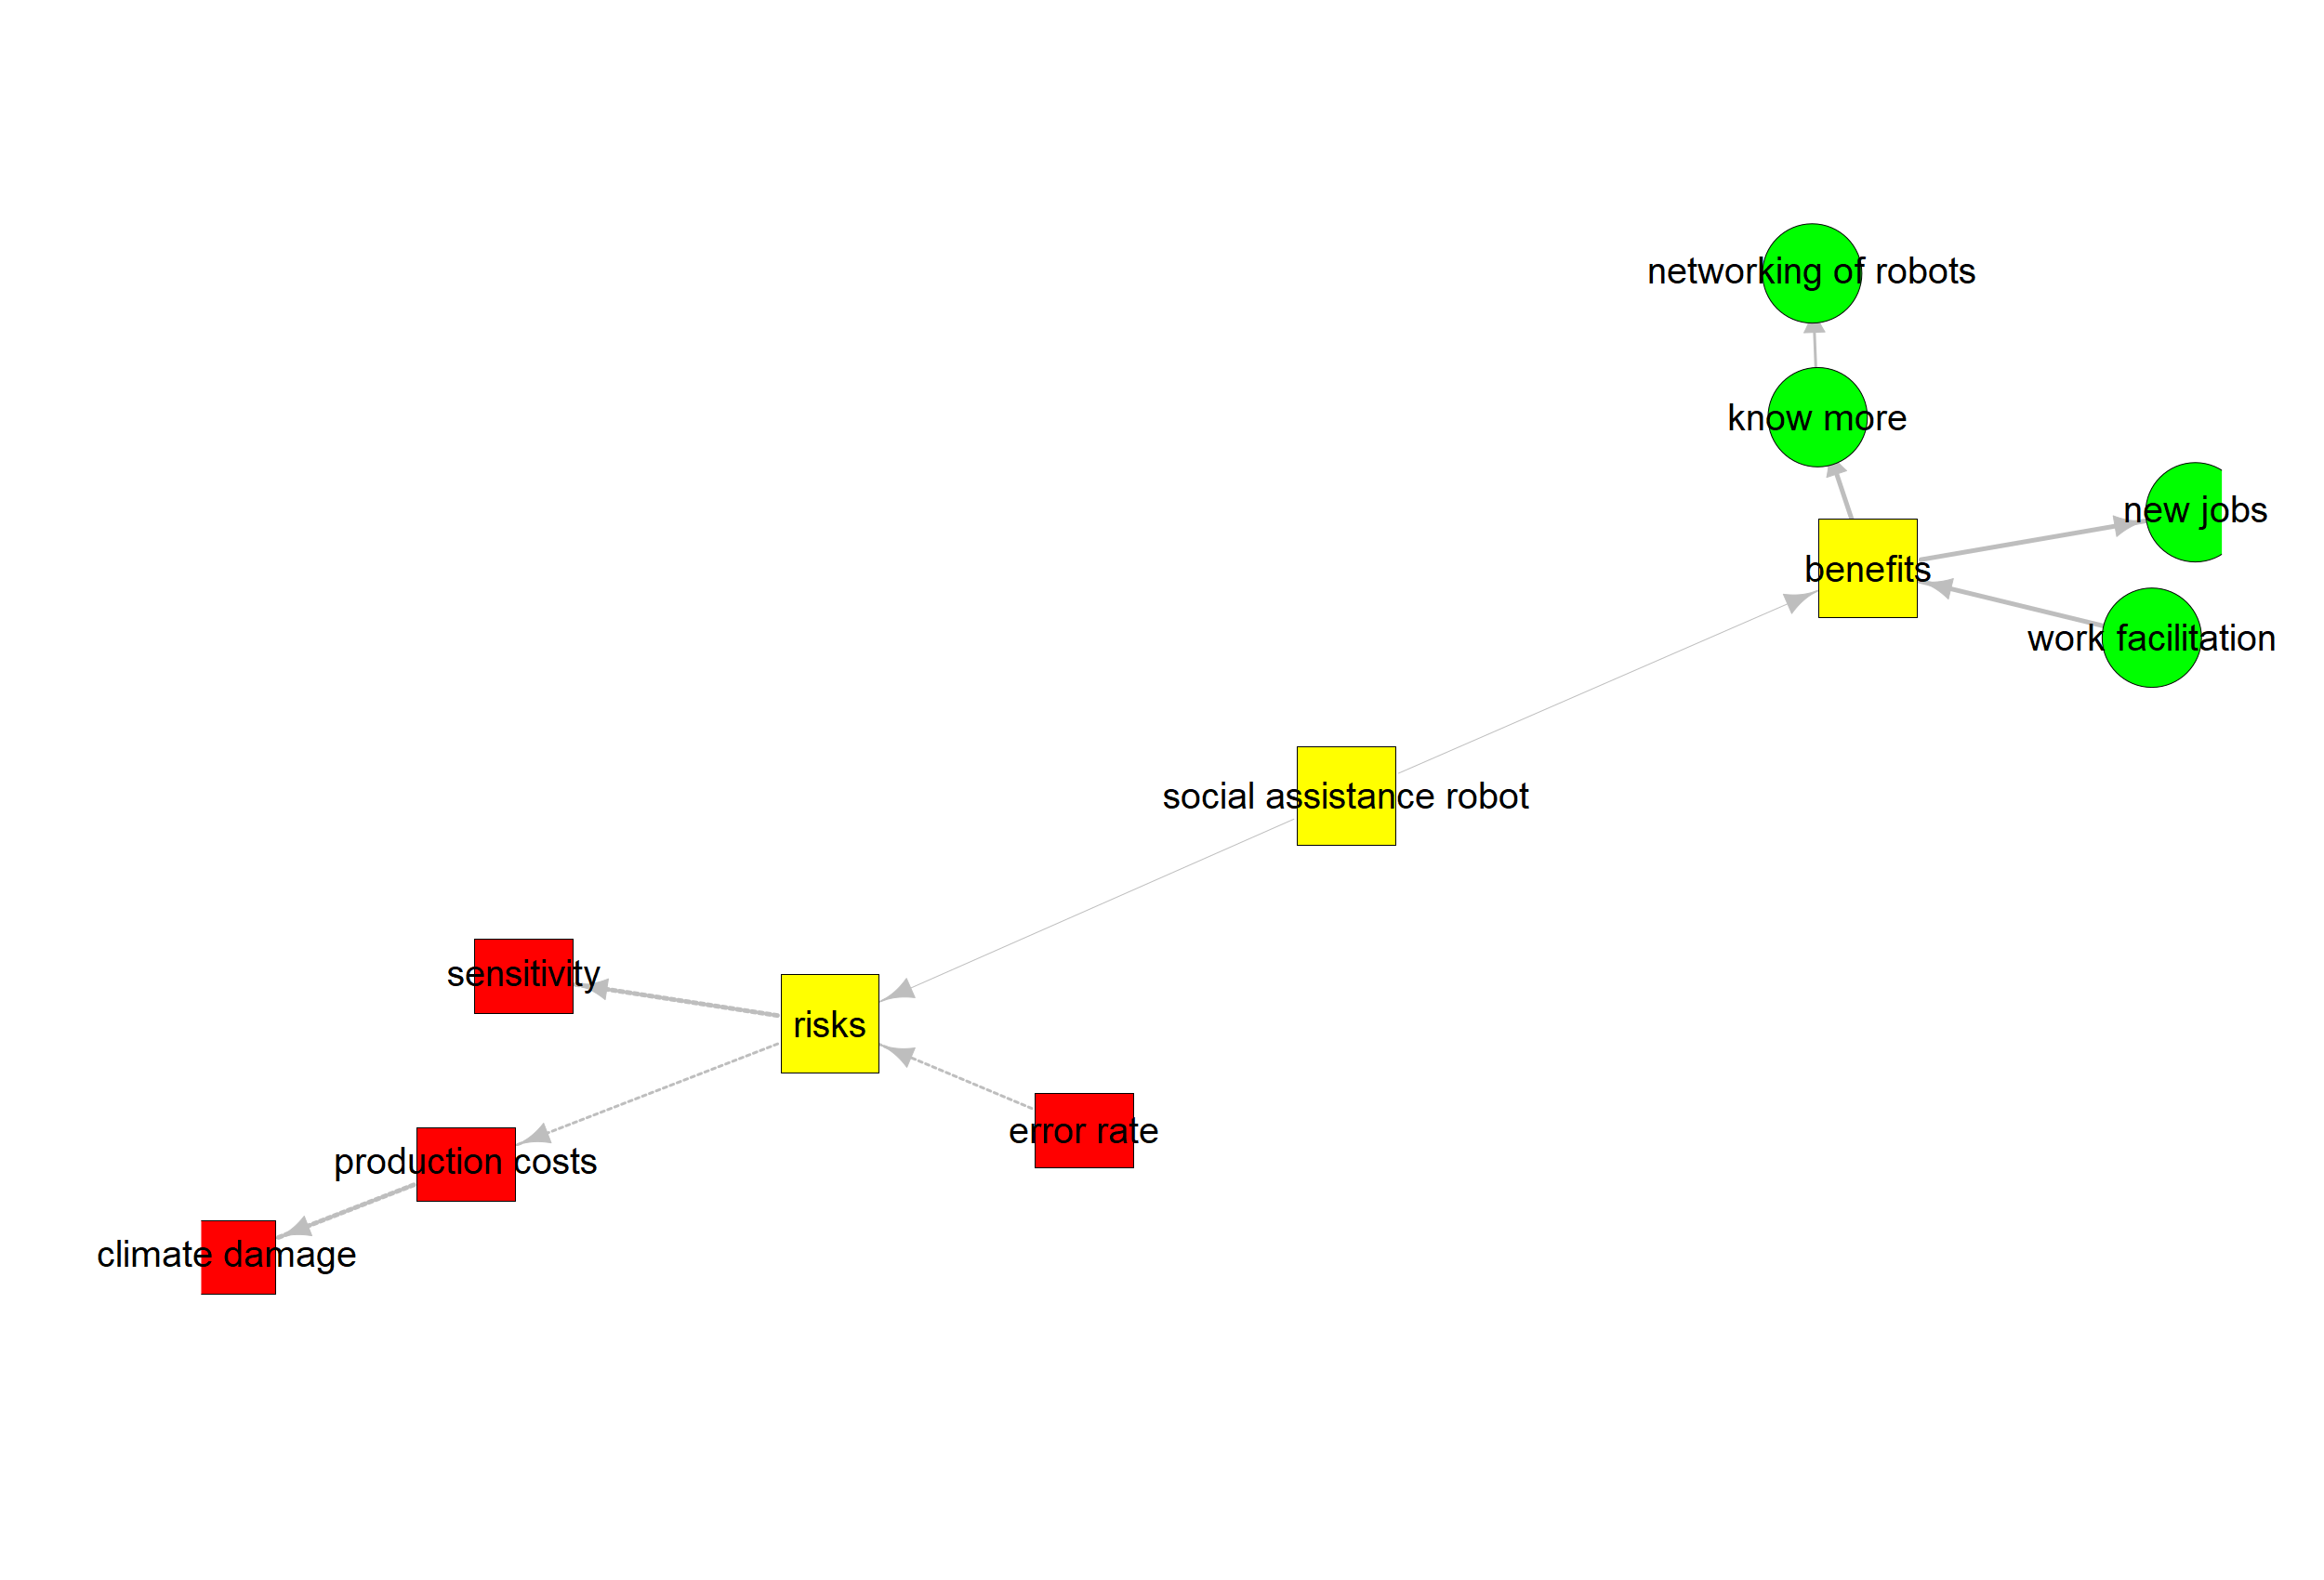 networking of robots
know more
new jobs
benefits
work facilitation
social assistance robot
sensitivity
risks
error rate
production costs
climate damage